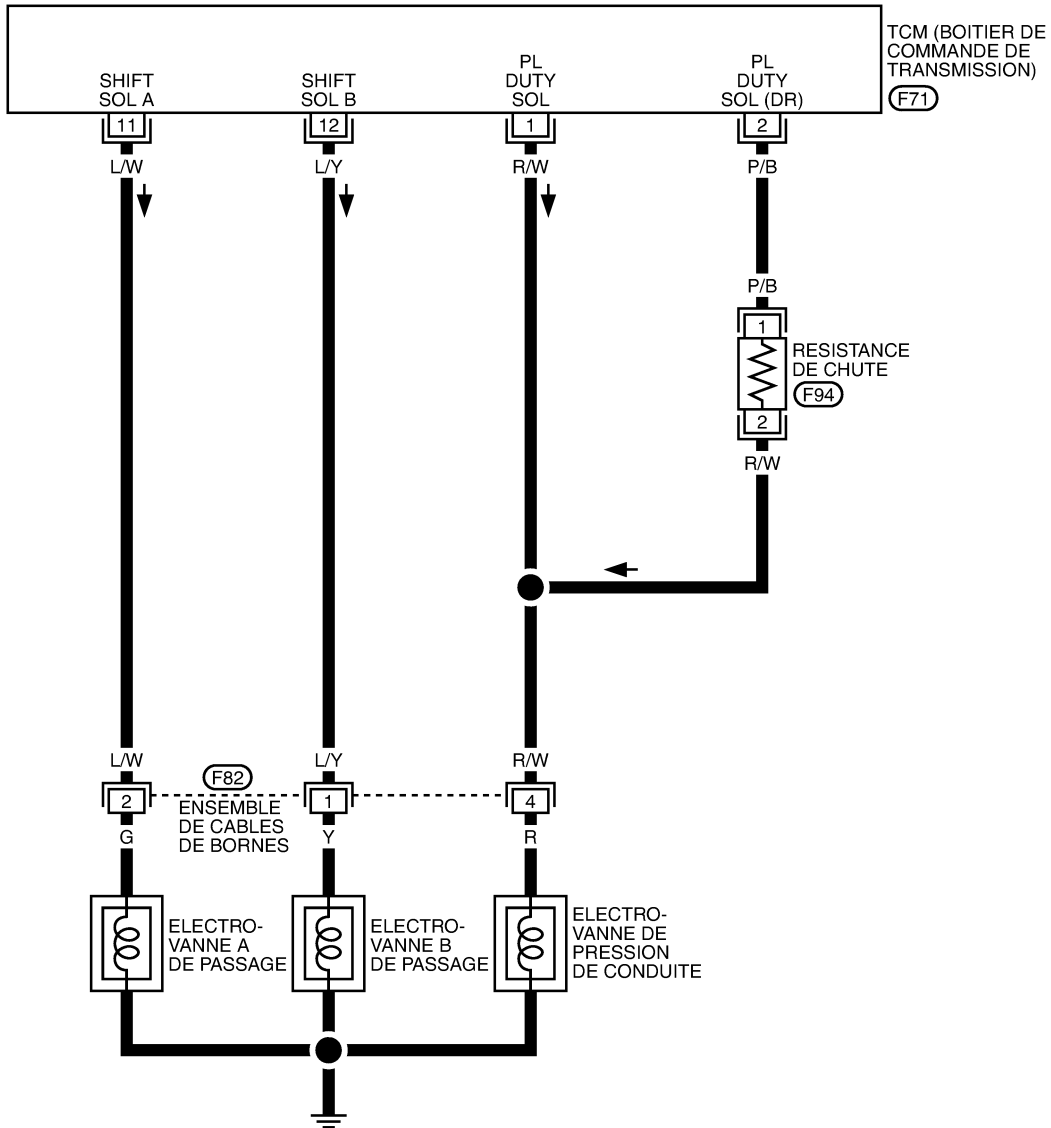 TCM (BOITIER DE
COMMANDE DE
TRANSMISSION)
F71
SHIFT
SOL A
SHIFT
SOL B
PL
DUTY
SOL
PL
DUTY
SOL (DR)
11
12
1
2
L/W
L/Y
R/W
P/B
P/B
1
RESISTANCE
DE CHUTE
F94
2
R/W
L/W
L/Y
R/W
F82
2
1
4
ENSEMBLE
DE CABLES
DE BORNES
G
Y
R
ELECTRO-
VANNE A
DE PASSAGE
ELECTRO-
VANNE B
DE PASSAGE
ELECTRO-
VANNE DE
PRESSION
DE CONDUITE